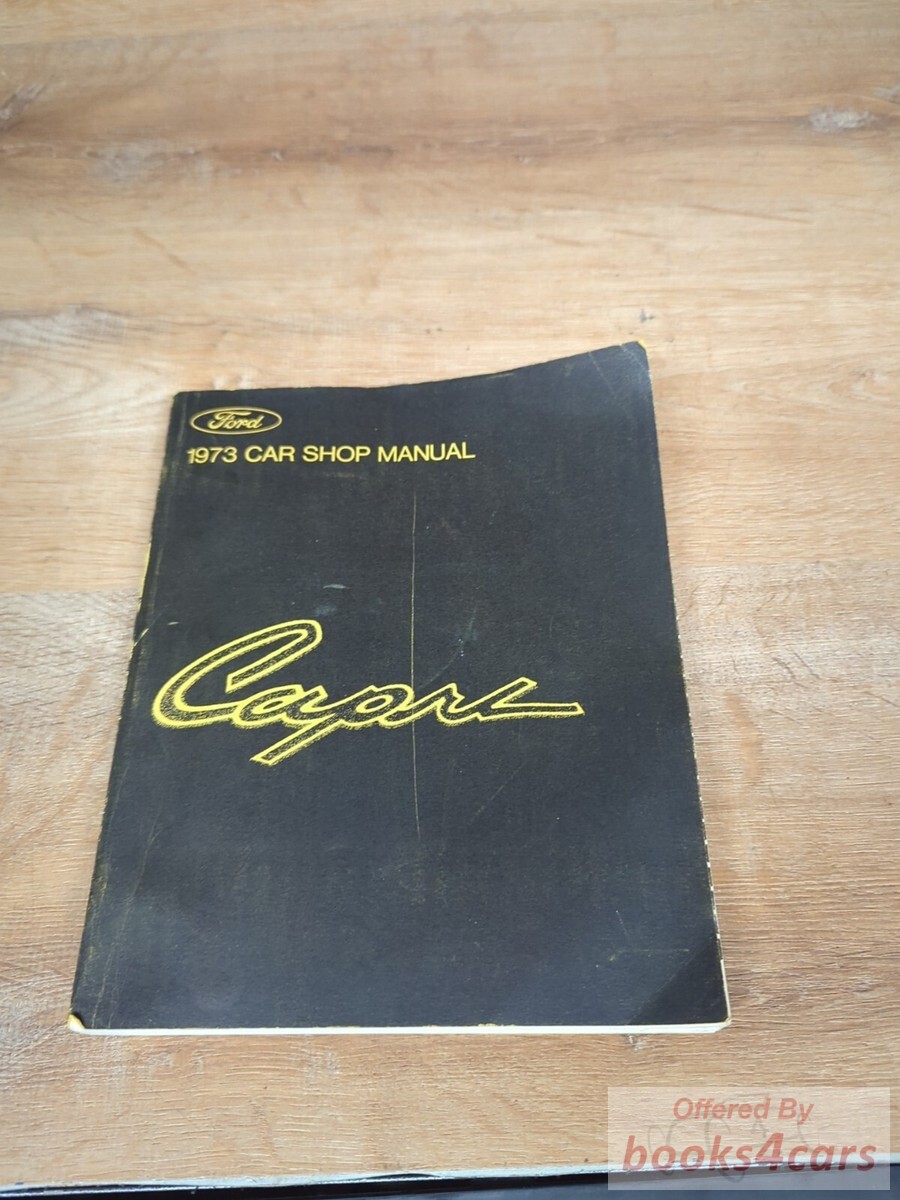 Ford
1973 CAR SHOP MANUAL
Capri
Offered By
books4cars